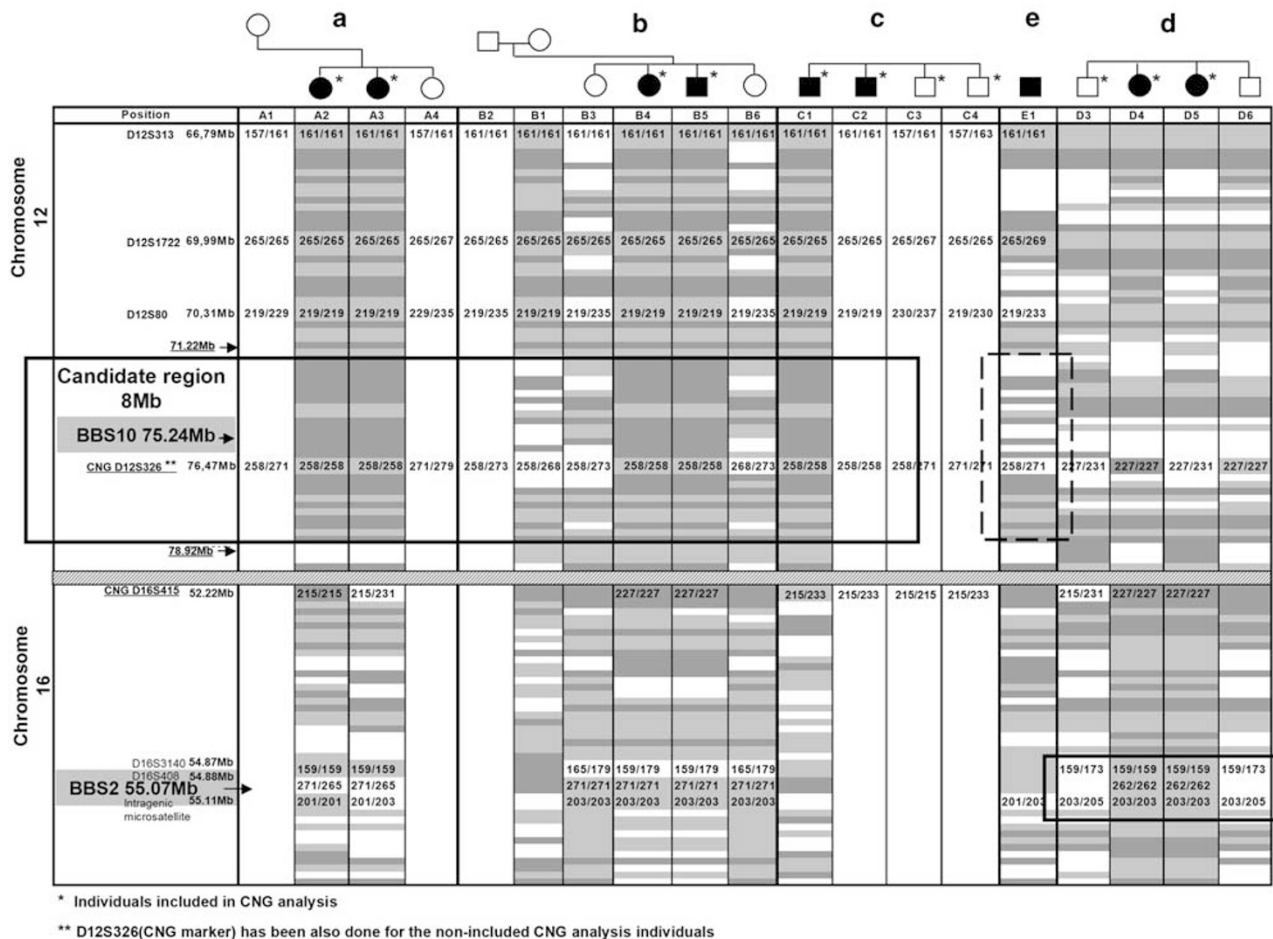 a b c e d
* * * * * * * * * *
Position A1 A2 A3 A4 B2 B1 B3 B4 B5 B6 C1 C2 C3 C4 E1 D3 D4 D5 D6
Chromosome 12
D12S313 66,79Mb 157/161 161/161 161/161 157/161 161/161 161/161 161/161 161/161 161/161 161/161 161/161 161/161 157/161 157/163 161/161
D12S1722 69,99Mb 265/265 265/265 265/265 265/267 265/265 265/265 265/265 265/265 265/265 265/265 265/265 265/265 265/267 265/265 265/269
D12S80 70,31Mb 219/229 219/219 219/219 229/235 219/235 219/219 219/235 219/219 219/219 219/235 219/219 219/219 230/237 219/230 219/233
71.22Mb
Candidate region
8Mb
BBS10 75.24Mb
CNG D12S326 ** 76,47Mb 258/271 258/258 258/258 271/279 258/273 258/268 258/273 258/258 258/258 268/273 258/258 258/258 258/271 271/271 258/271 227/231 227/227 227/231 227/227
78.92Mb
Chromosome 16
CNG D16S415 52.22Mb 215/215 215/231 227/227 227/227 215/233 215/233 215/215 215/233 215/231 227/227 227/227
D16S3140 54.87Mb 159/159 159/159 165/179 159/179 159/179 165/179 159/173 159/159 159/159 159/173
D16S408 54.88Mb
BBS2 55.07Mb 271/265 271/265 271/271 271/271 271/271 271/271 262/262 262/262
Intragenic 55.11Mb 201/201 201/203 203/203 203/203 203/203 203/203 201/203 203/205 203/203 203/203 203/205
microsatellite
* Individuals included in CNG analysis
** D12S326(CNG marker) has been also done for the non-included CNG analysis individuals